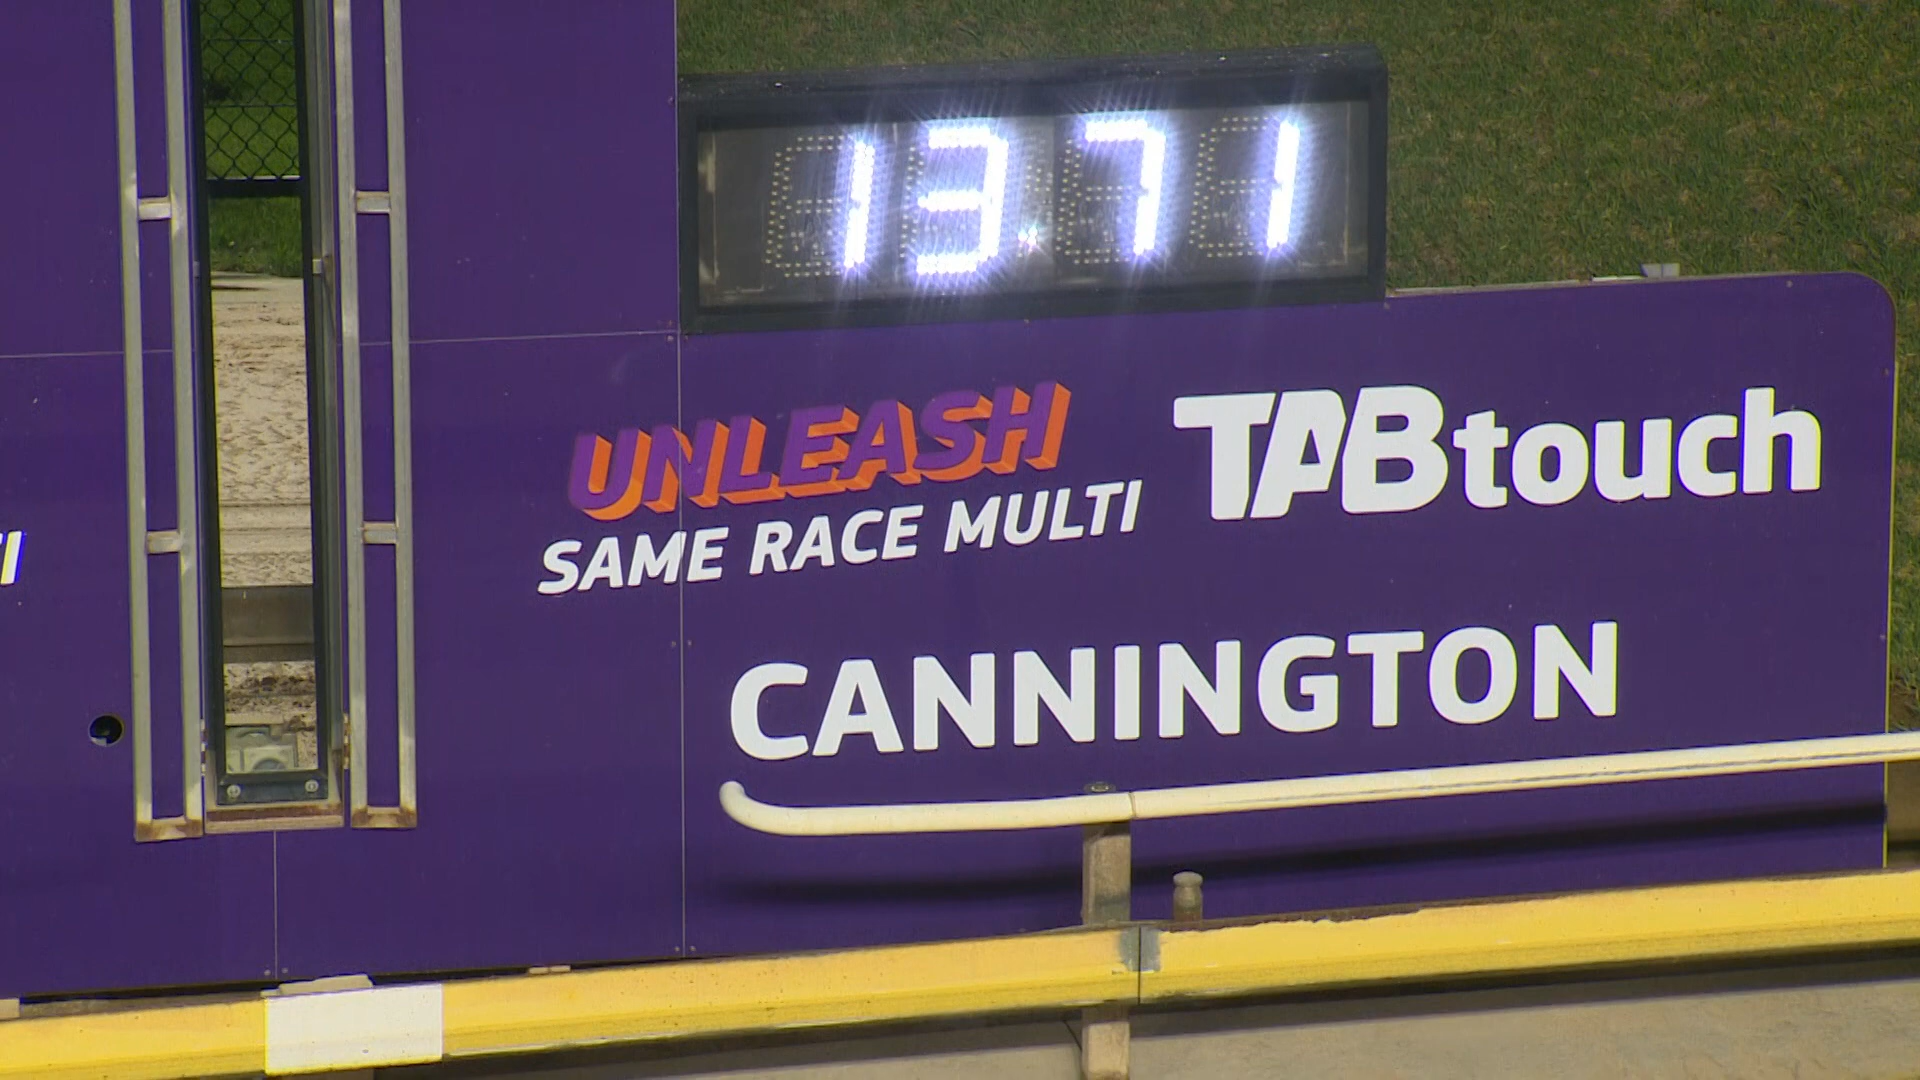 13.71
UNLEASH
SAME RACE MULTI
TABtouch
CANNINGTON